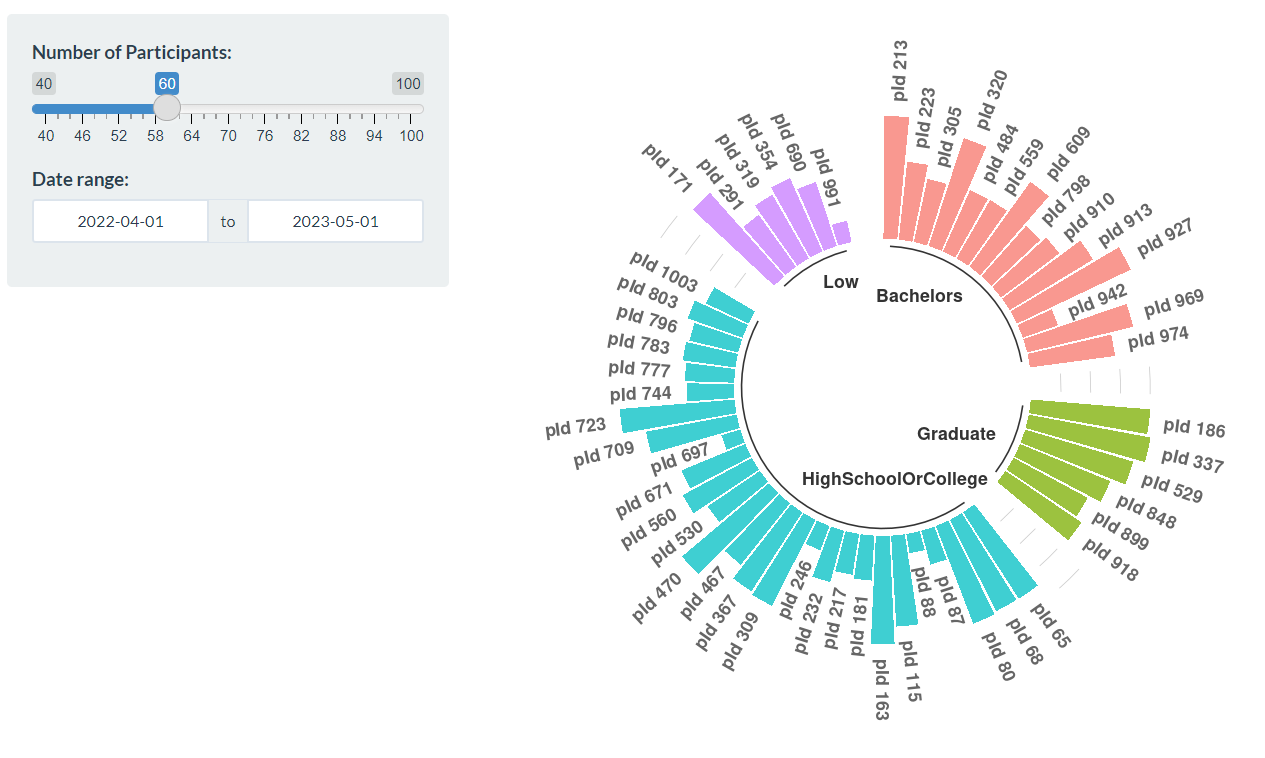 Number of Participants:
40
60
100
40 46 52 58 64 70 76 82 88 94 100
Date range:
2022-04-01 to 2023-05-01
pId 213
pId 223
pId 305
pId 320
pId 484
pId 559
pId 609
pId 798
pId 910
pId 913
pId 927
pId 942
pId 969
pId 974
pId 186
pId 337
pId 529
pId 848
pId 899
pId 918
pId 65
pId 68
pId 80
pId 87
pId 88
pId 115
pId 163
pId 181
pId 217
pId 232
pId 246
pId 309
pId 367
pId 467
pId 470
pId 530
pId 560
pId 671
pId 697
pId 709
pId 723
pId 744
pId 777
pId 783
pId 796
pId 803
pId 1003
pId 171
pId 291
pId 319
pId 354
pId 690
pId 991
Low
Bachelors
Graduate
HighSchoolOrCollege